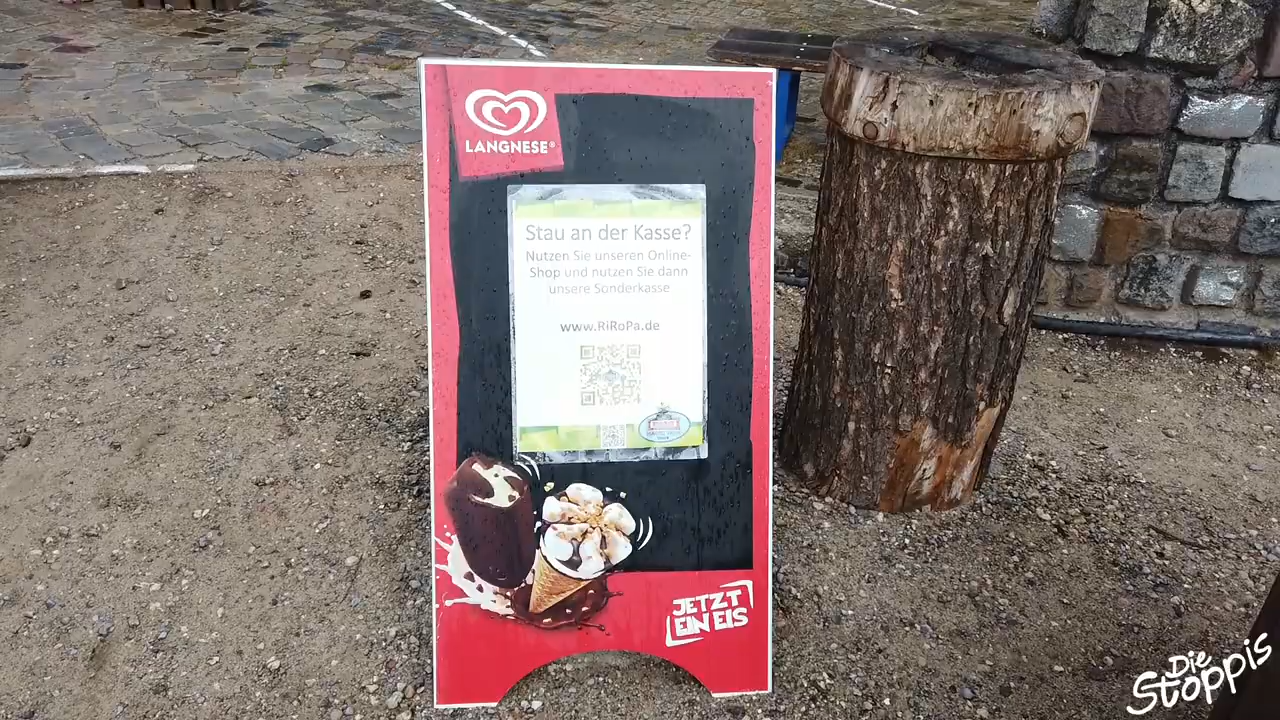 LANGNESE®
Stau an der Kasse?
Nutzen Sie unseren Online-
Shop und nutzen Sie dann
unsere Sonderkasse
www.RiRoPa.de
JETZT
EIN EIS
Die
Stoppis